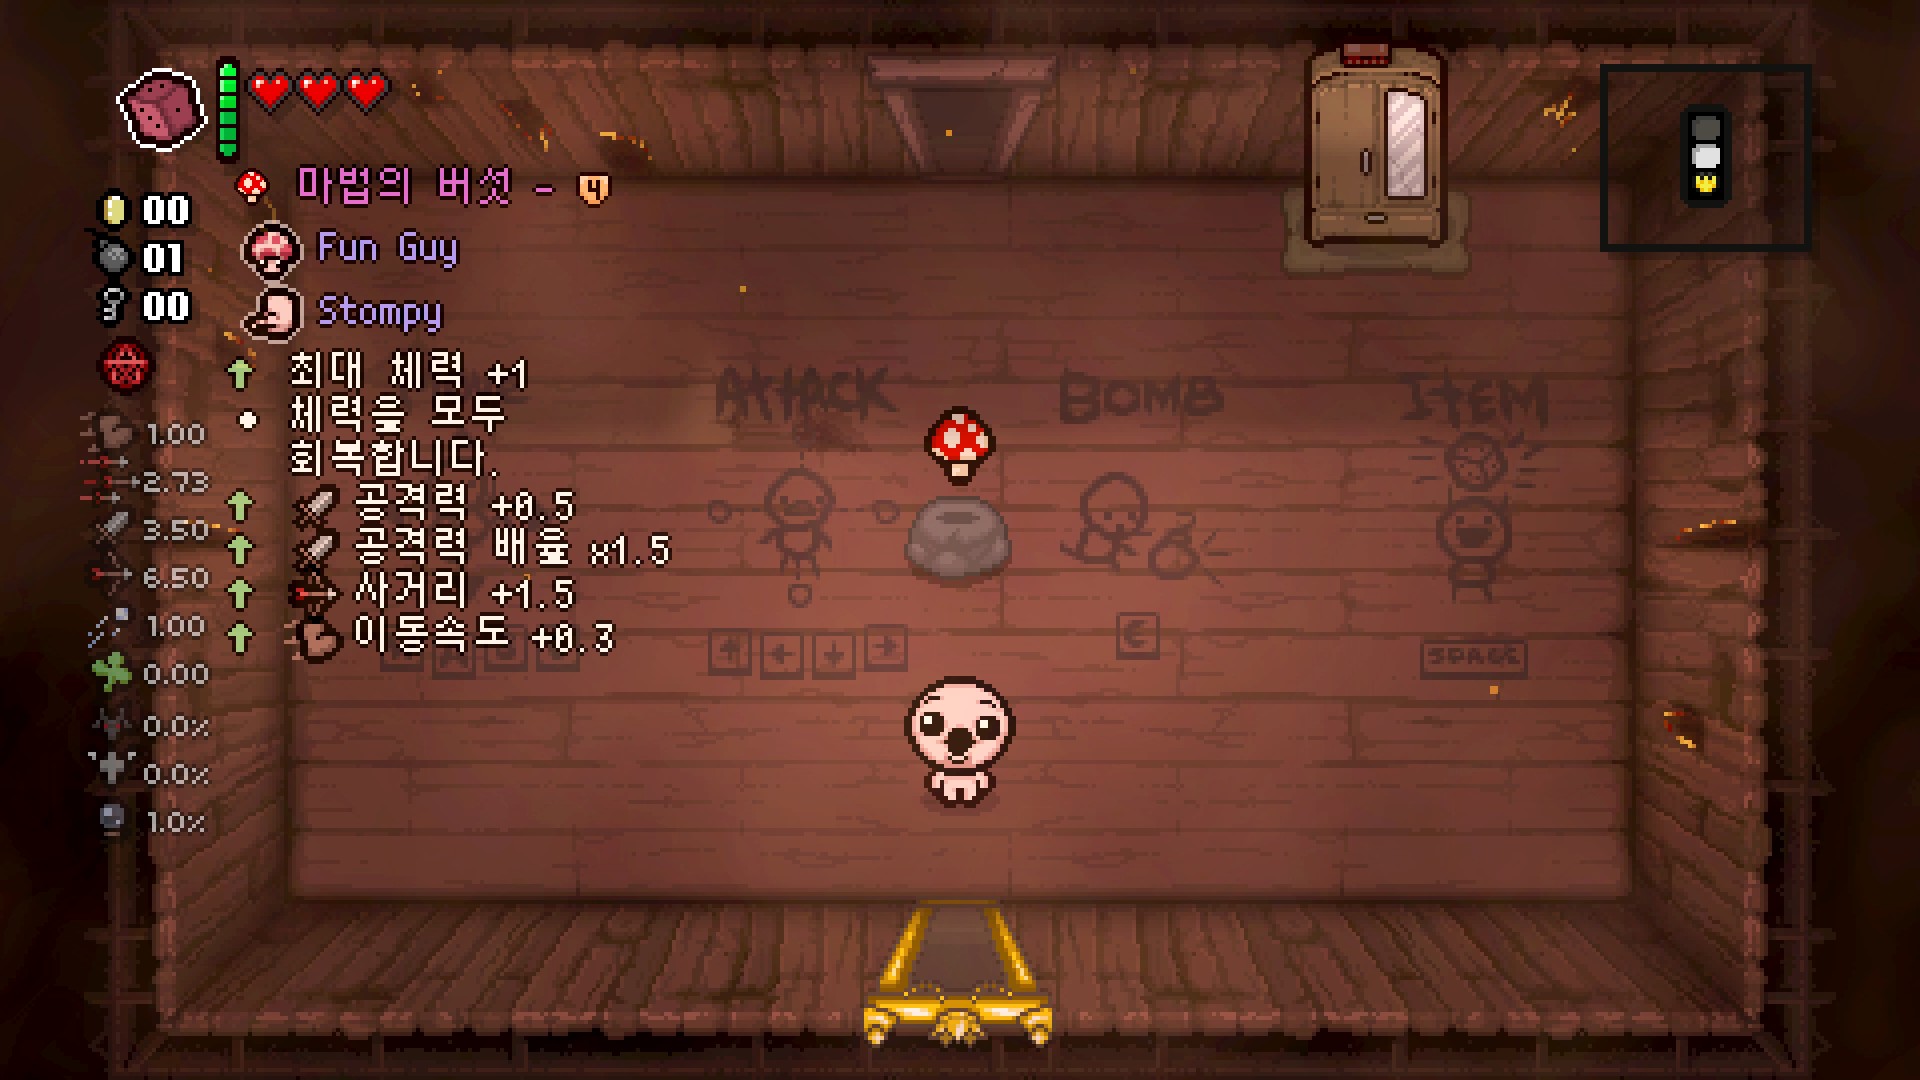 00
01
00
1.00
2.73
3.50
6.50
1.00
0.00
0.0%
0.0%
1.0%
마법의 버섯 - 4
Fun Guy
Stompy
최대 체력 +1
체력을 모두
회복합니다.
공격력 +0.5
공격력 배율 x1.5
사거리 +1.5
이동속도 +0.3
ATTACK
BOMB
ITEM
E
SPACE